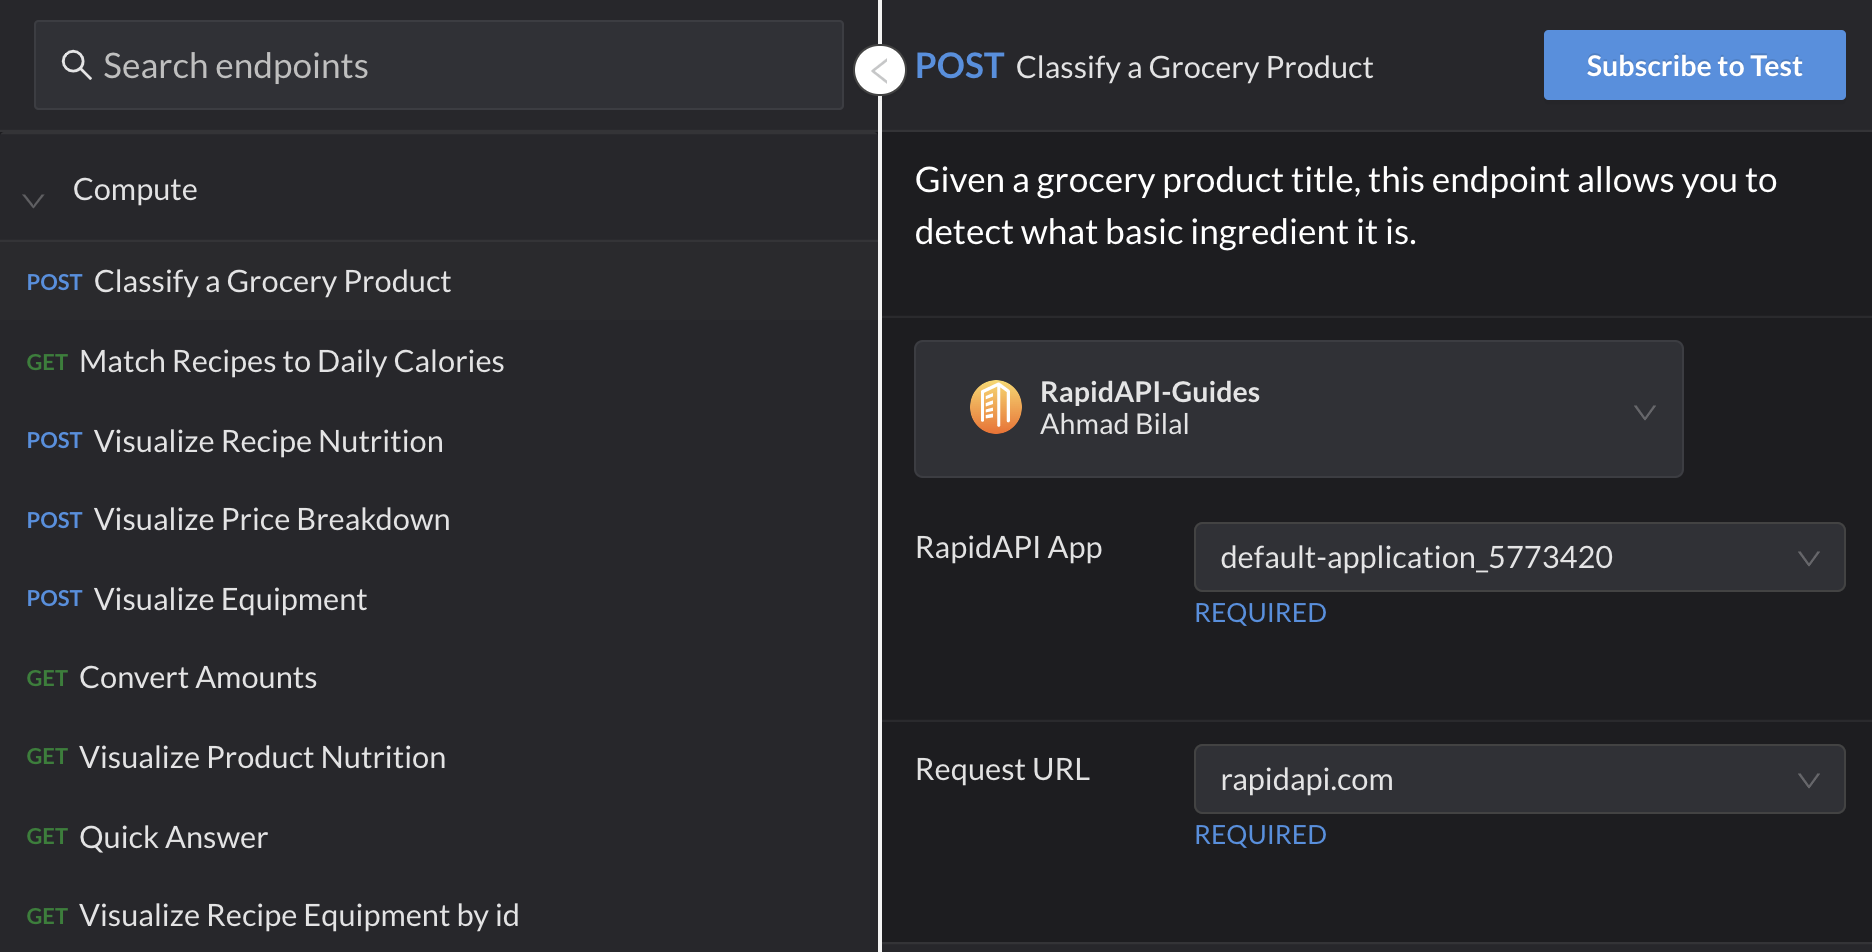 Search endpoints
Compute
POST Classify a Grocery Product
GET Match Recipes to Daily Calories
POST Visualize Recipe Nutrition
POST Visualize Price Breakdown
POST Visualize Equipment
GET Convert Amounts
GET Visualize Product Nutrition
GET Quick Answer
GET Visualize Recipe Equipment by id
POST Classify a Grocery Product
Subscribe to Test
Given a grocery product title, this endpoint allows you to
detect what basic ingredient it is.
RapidAPI-Guides
Ahmad Bilal
RapidAPI App
default-application_5773420
REQUIRED
Request URL
rapidapi.com
REQUIRED